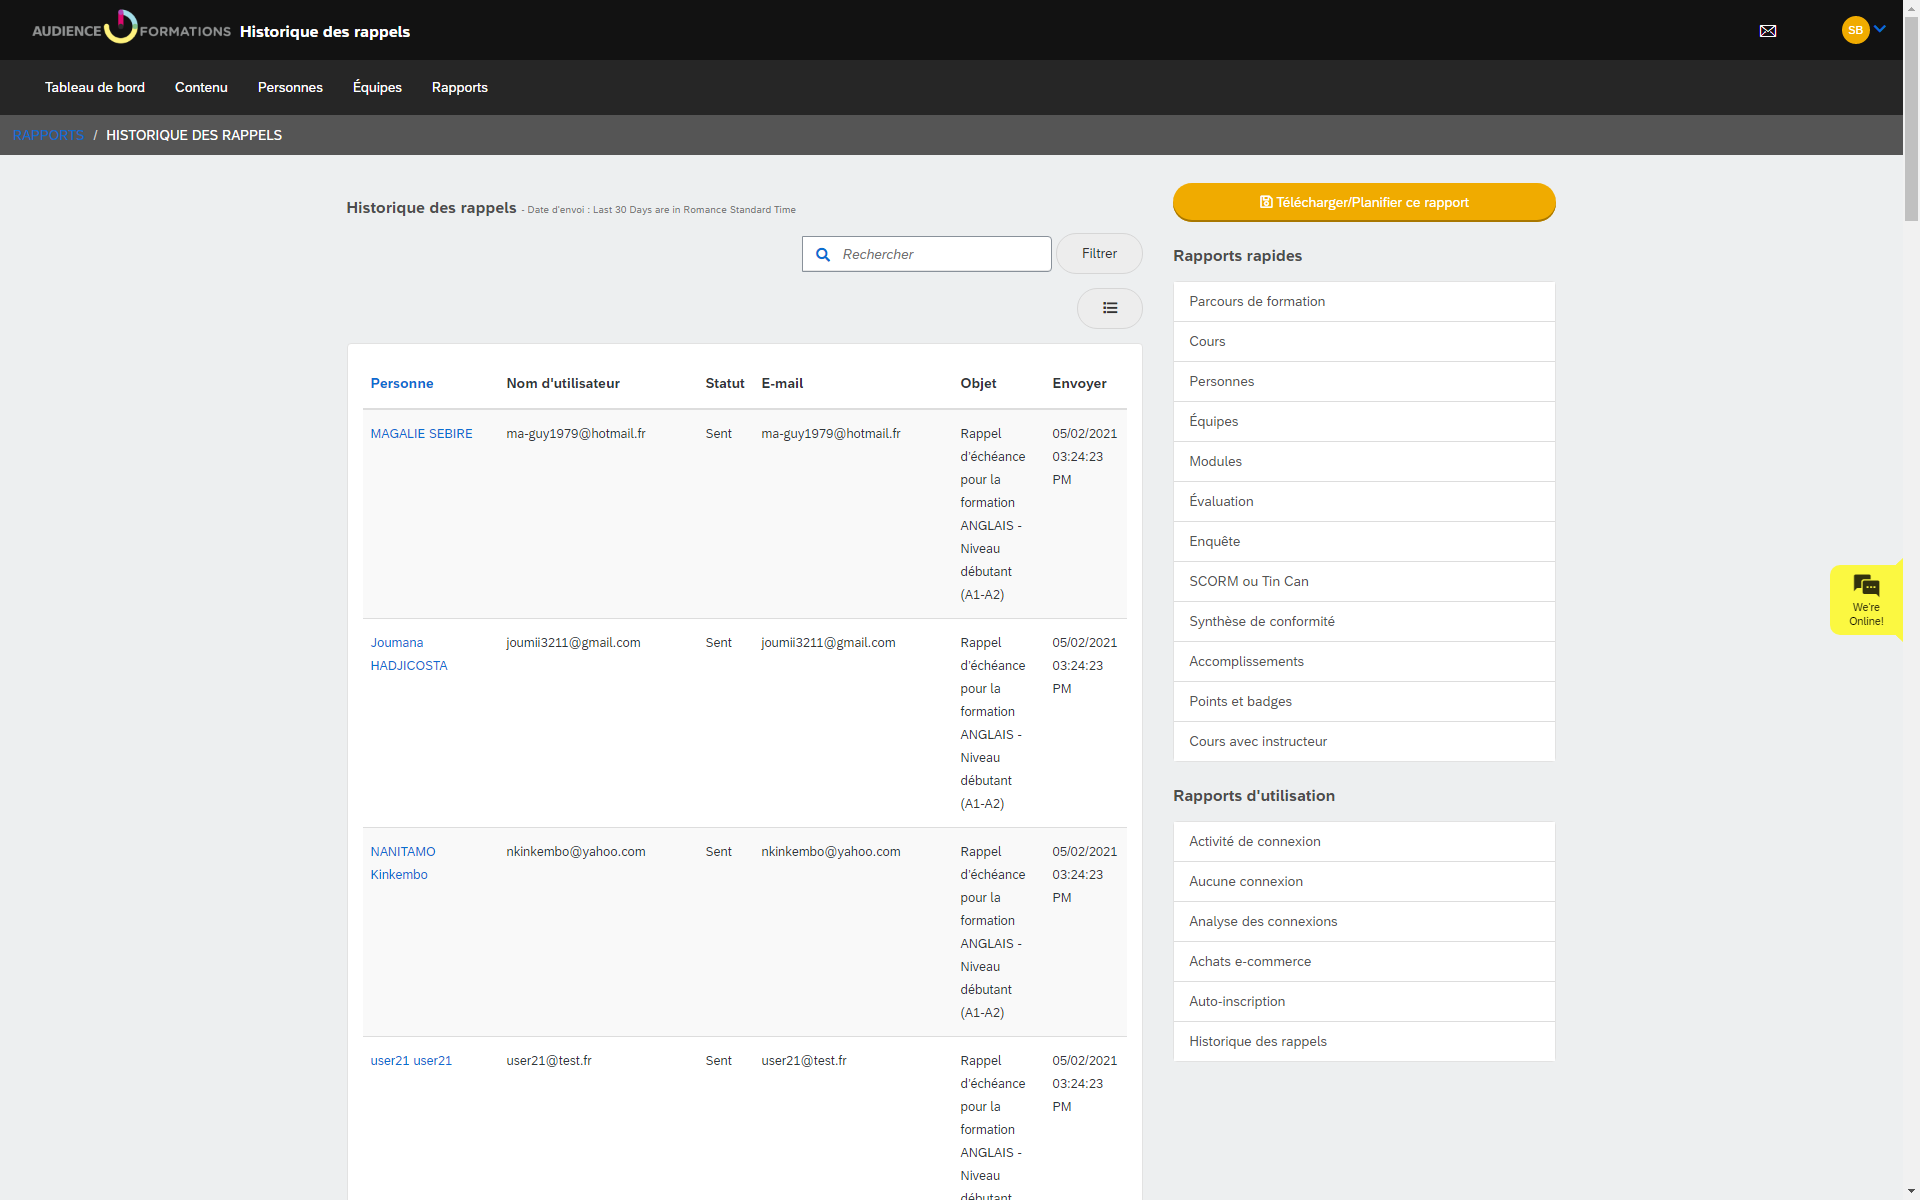 AUDIENCE FORMATIONS Historique des rappels
SB
Tableau de bord Contenu Personnes Équipes Rapports
RAPPORTS / HISTORIQUE DES RAPPELS
Historique des rappels - Date d'envoi : Last 30 Days are in Romance Standard Time
Rechercher
Filtrer
Personne Nom d'utilisateur Statut E-mail Objet Envoyer
MAGALIE SEBIRE ma-guy1979@hotmail.fr Sent ma-guy1979@hotmail.fr Rappel 05/02/2021
d'échéance 03:24:23
pour la PM
formation
ANGLAIS -
Niveau
débutant
(A1-A2)
Joumana joumii3211@gmail.com Sent joumii3211@gmail.com Rappel 05/02/2021
HADJICOSTA d'échéance 03:24:23
pour la PM
formation
ANGLAIS -
Niveau
débutant
(A1-A2)
NANITAMO nkinkembo@yahoo.com Sent nkinkembo@yahoo.com Rappel 05/02/2021
Kinkembo d'échéance 03:24:23
pour la PM
formation
ANGLAIS -
Niveau
débutant
(A1-A2)
user21 user21 user21@test.fr Sent user21@test.fr Rappel 05/02/2021
d'échéance 03:24:23
pour la PM
formation
ANGLAIS -
Niveau
débutant
Télécharger/Planifier ce rapport
Rapports rapides
Parcours de formation
Cours
Personnes
Équipes
Modules
Évaluation
Enquête
SCORM ou Tin Can
Synthèse de conformité
Accomplissements
Points et badges
Cours avec instructeur
Rapports d'utilisation
Activité de connexion
Aucune connexion
Analyse des connexions
Achats e-commerce
Auto-inscription
Historique des rappels
We're
Online!